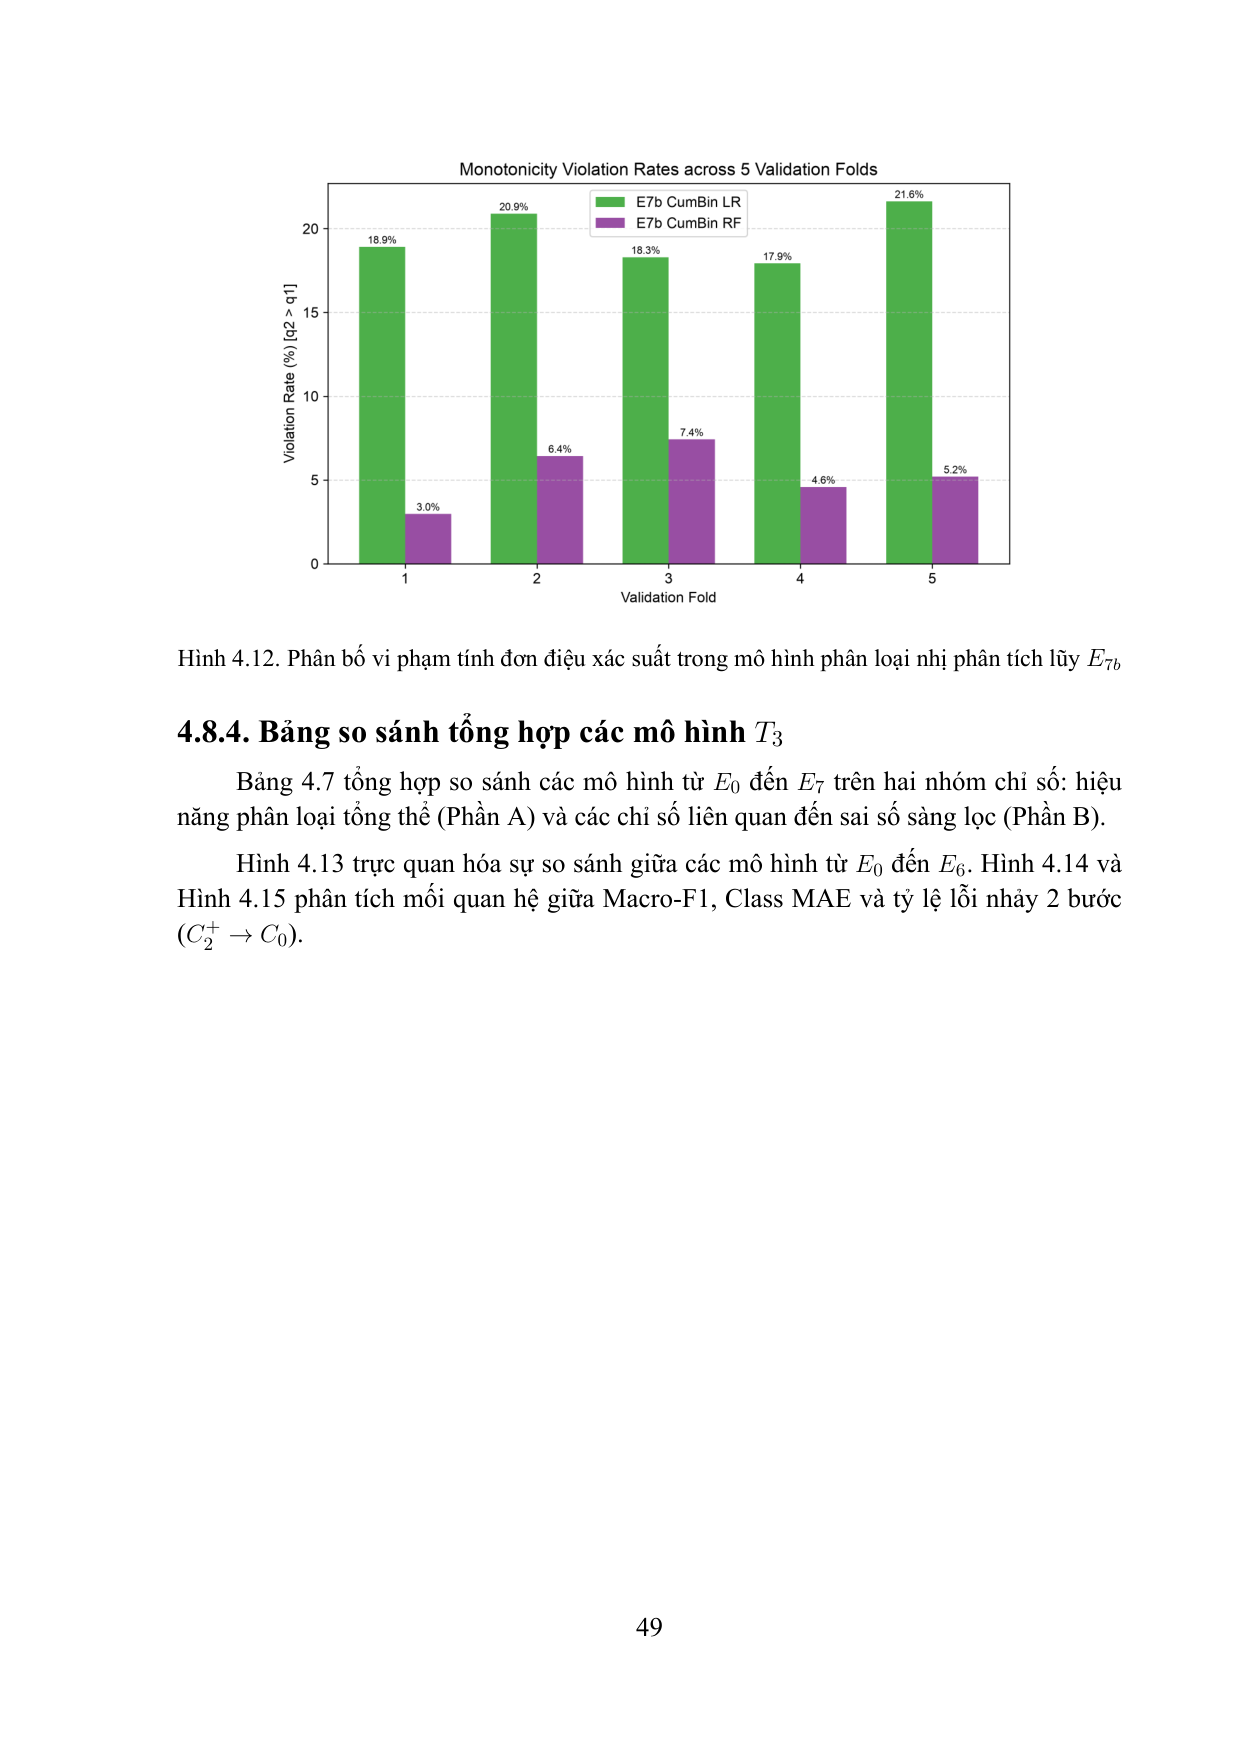 Monotonicity Violation Rates across 5 Validation Folds
E7b CumBin LR
E7b CumBin RF
Violation Rate (%) [q2 > q1]
20
15
10
5
0
18.9%
3.0%
20.9%
6.4%
18.3%
7.4%
17.9%
4.6%
21.6%
5.2%
1 2 3 4 5
Validation Fold
Hình 4.12. Phân bố vi phạm tính đơn điệu xác suất trong mô hình phân loại nhị phân tích lũy E₇b
4.8.4. Bảng so sánh tổng hợp các mô hình T₃
Bảng 4.7 tổng hợp so sánh các mô hình từ E₀ đến E₇ trên hai nhóm chỉ số: hiệu
năng phân loại tổng thể (Phần A) và các chỉ số liên quan đến sai số sàng lọc (Phần B).
Hình 4.13 trực quan hóa sự so sánh giữa các mô hình từ E₀ đến E₆. Hình 4.14 và
Hình 4.15 phân tích mối quan hệ giữa Macro-F1, Class MAE và tỷ lệ lỗi nhảy 2 bước
(C₂⁺ → C₀).
49